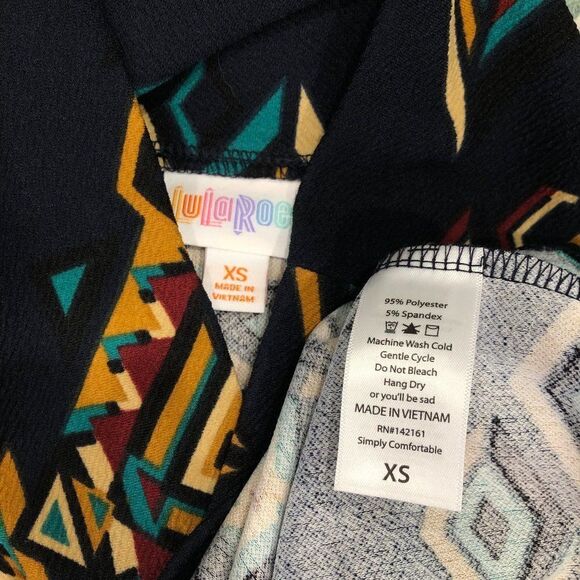 LuLaRoe
XS
MADE IN
VIETNAM
95% Polyester
5% Spandex
Machine Wash Cold
Gentle Cycle
Do Not Bleach
Hang Dry
or you'll be sad
MADE IN VIETNAM
RN#142161
Simply Comfortable
XS